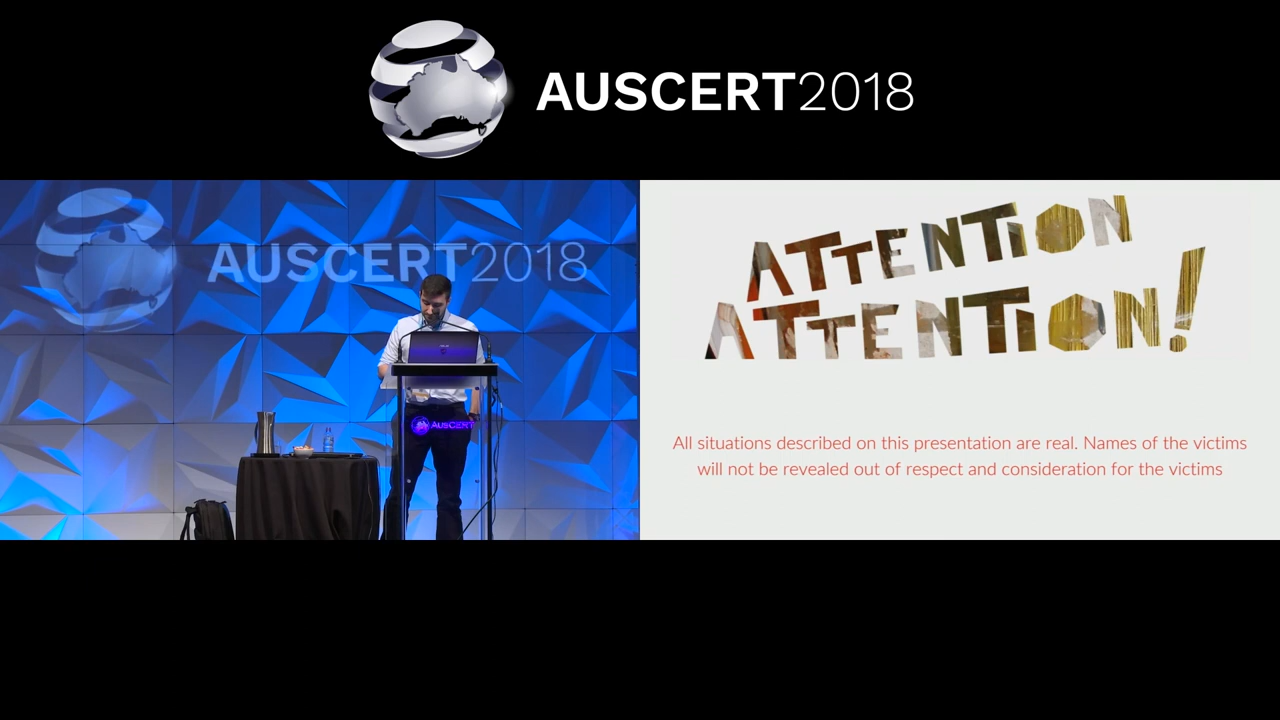 AUSCERT2018
AUSCERT2018
AUSCERT
ATTENTION
ATTENTION!
All situations described on this presentation are real. Names of the victims
will not be revealed out of respect and consideration for the victims